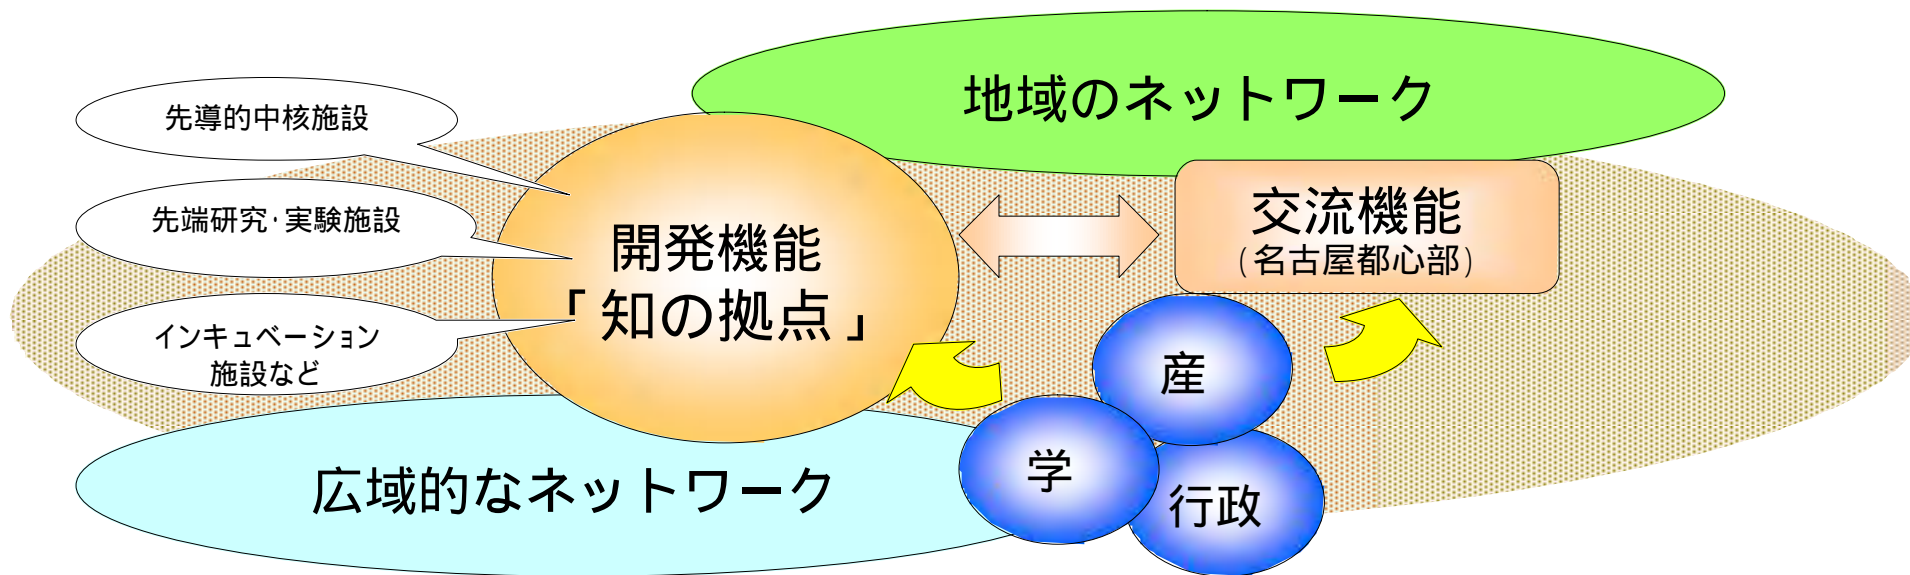 地域のネットワーク
先導的中核施設
先端研究・実験施設
インキュベーション
施設など
開発機能
「知の拠点」
交流機能
(名古屋都心部)
産
学
行政
広域的なネットワーク